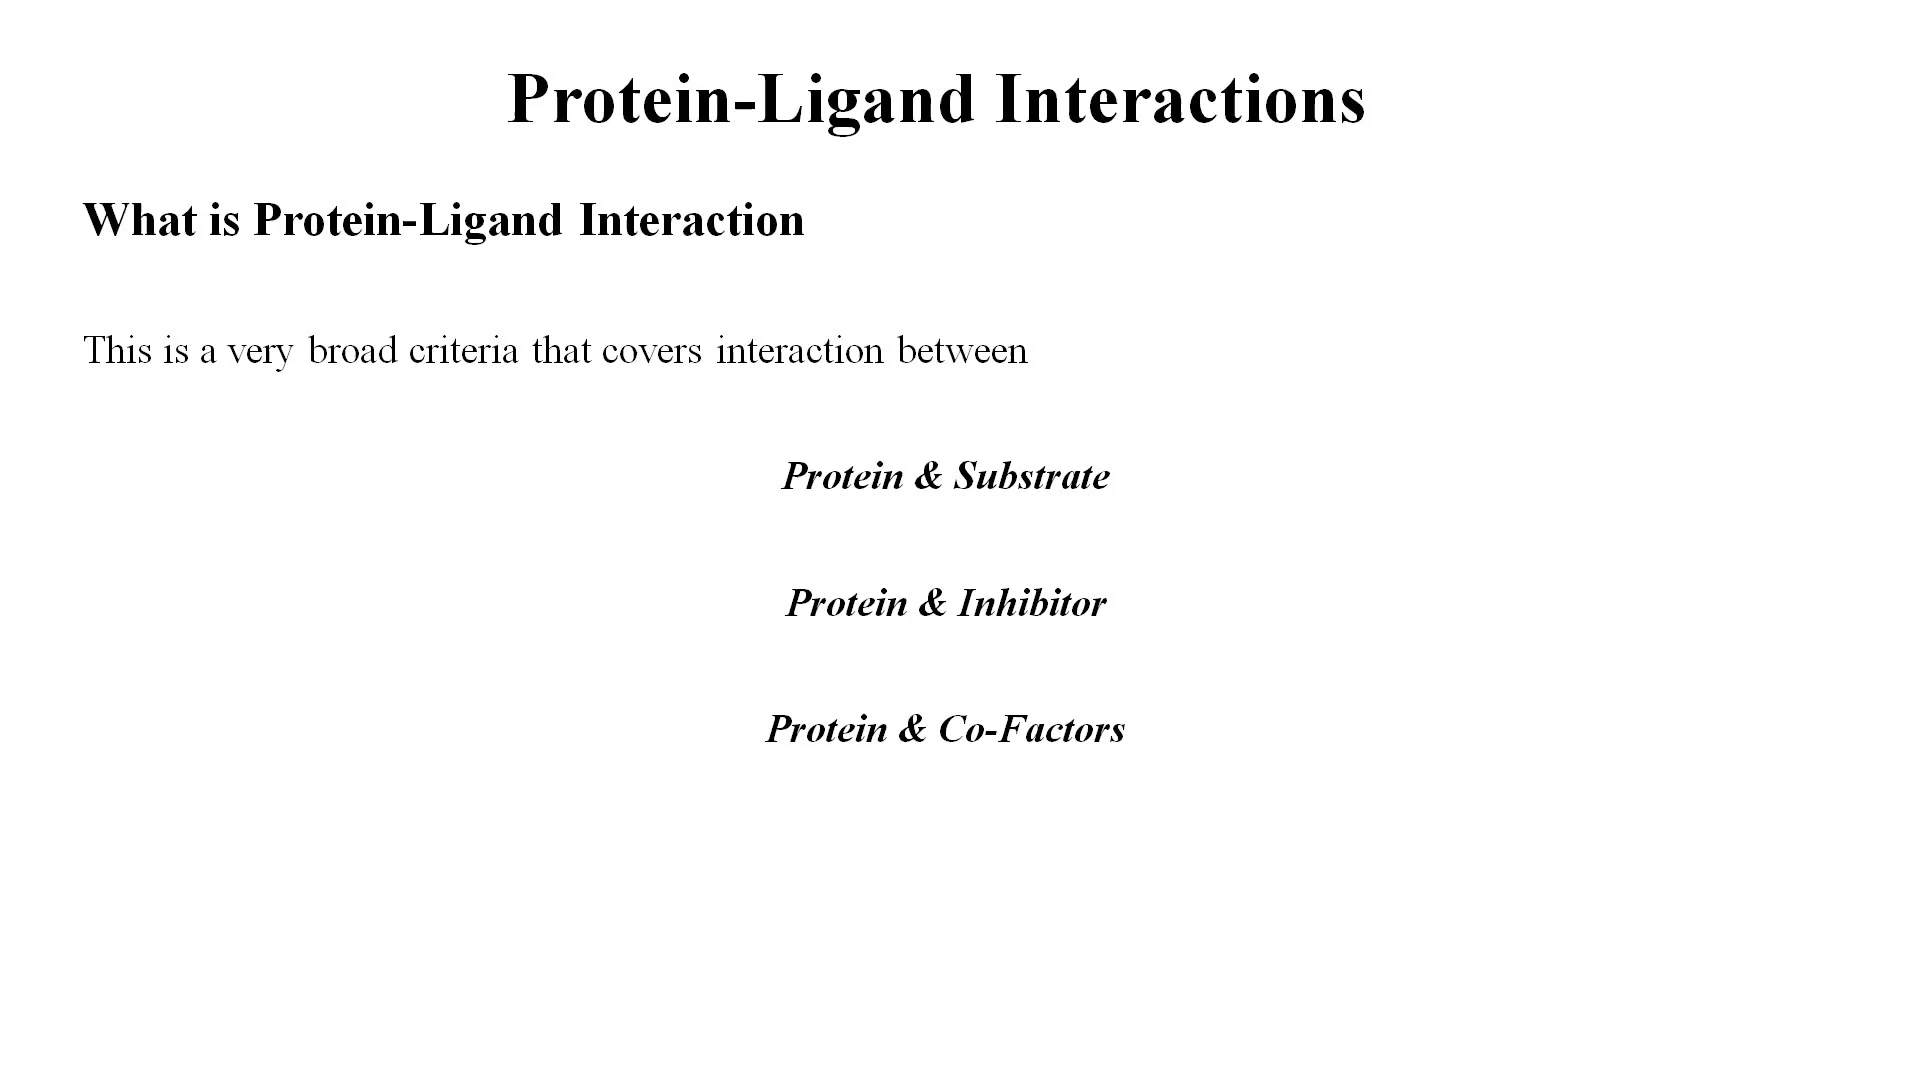 Protein-Ligand Interactions
What is Protein-Ligand Interaction
This is a very broad criteria that covers interaction between
Protein & Substrate
Protein & Inhibitor
Protein & Co-Factors